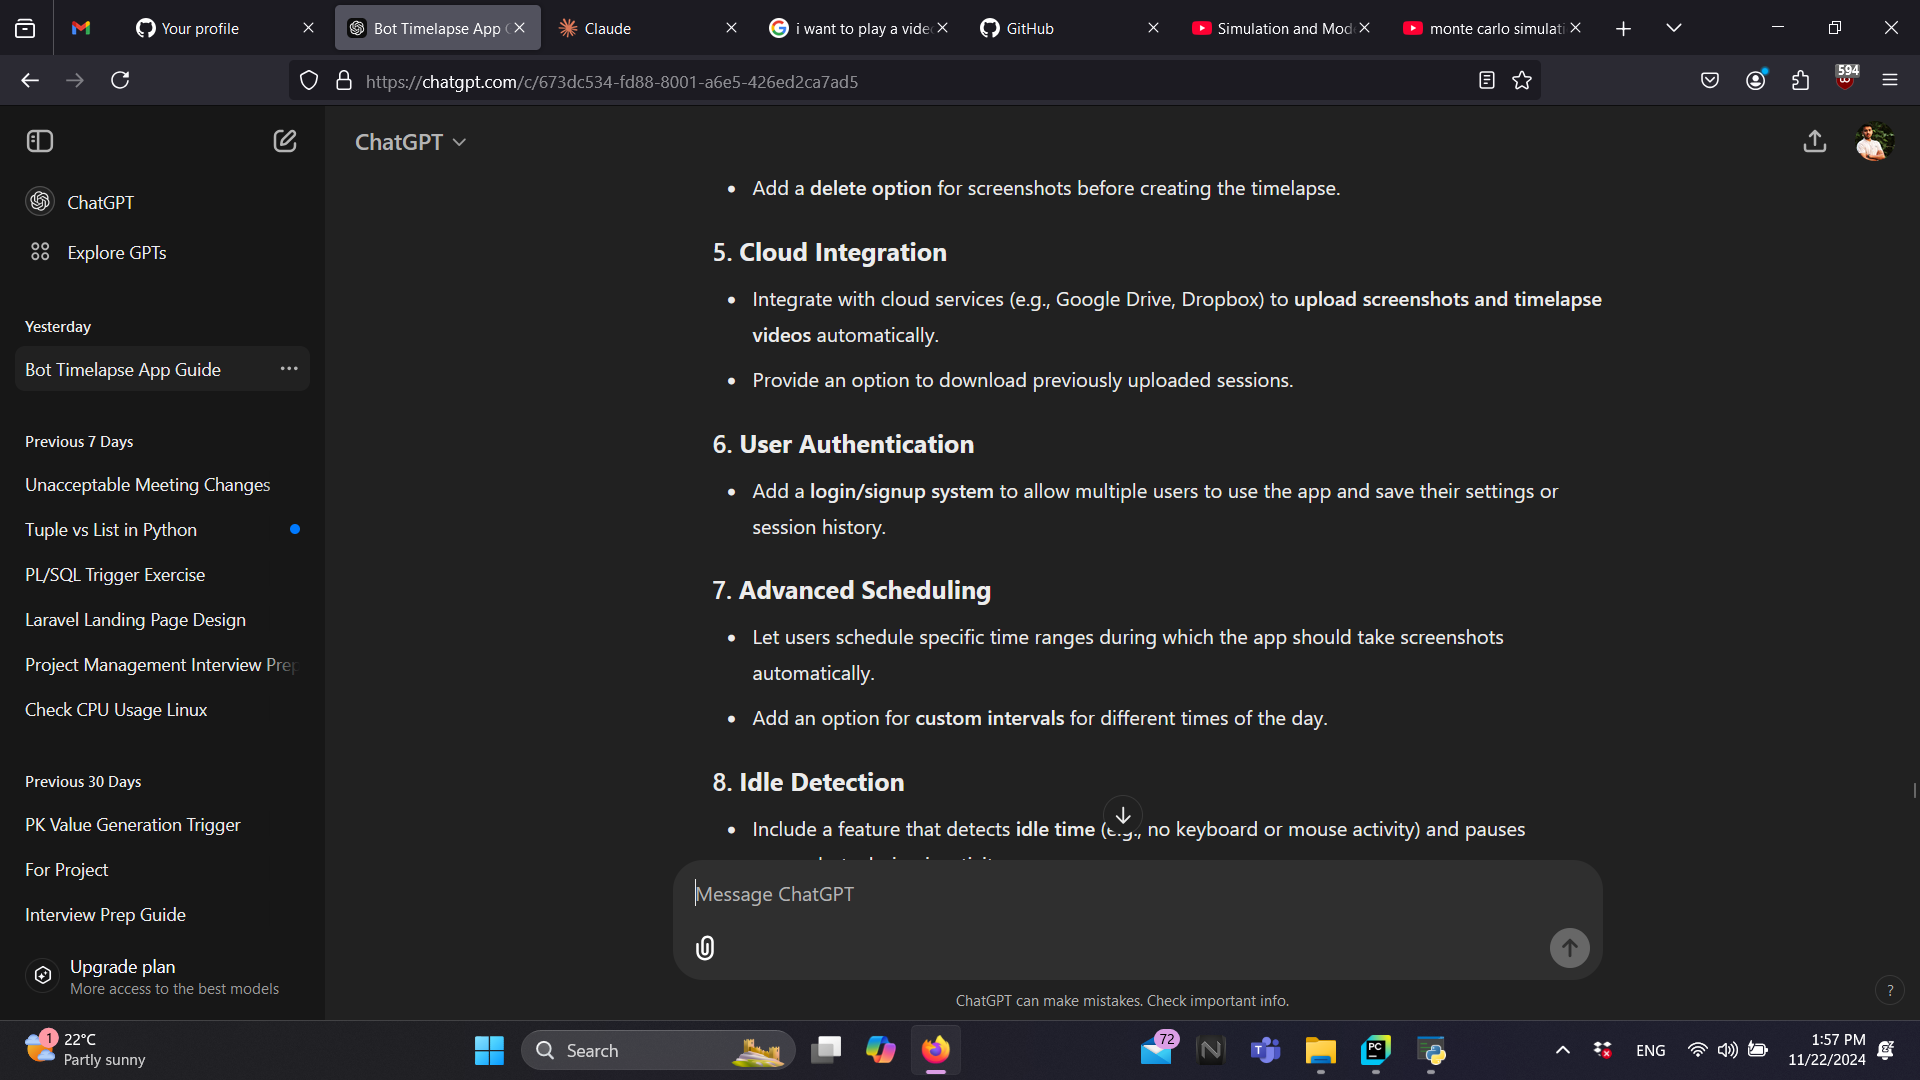 Your profile
Bot Timelapse App
Claude
i want to play a vide
GitHub
Simulation and Mod
monte carlo simulat
https://chatgpt.com/c/673dc534-fd88-8001-a6e5-426ed2ca7ad5
594
ChatGPT
Explore GPTs
Yesterday
Bot Timelapse App Guide
Previous 7 Days
Unacceptable Meeting Changes
Tuple vs List in Python
PL/SQL Trigger Exercise
Laravel Landing Page Design
Project Management Interview Prep
Check CPU Usage Linux
Previous 30 Days
PK Value Generation Trigger
For Project
Interview Prep Guide
Upgrade plan
More access to the best models
ChatGPT
• Add a delete option for screenshots before creating the timelapse.
5. Cloud Integration
• Integrate with cloud services (e.g., Google Drive, Dropbox) to upload screenshots and timelapse
videos automatically.
• Provide an option to download previously uploaded sessions.
6. User Authentication
• Add a login/signup system to allow multiple users to use the app and save their settings or
session history.
7. Advanced Scheduling
• Let users schedule specific time ranges during which the app should take screenshots
automatically.
• Add an option for custom intervals for different times of the day.
8. Idle Detection
• Include a feature that detects idle time (e.g., no keyboard or mouse activity) and pauses
Message ChatGPT
ChatGPT can make mistakes. Check important info.
?
1
22°C
Partly sunny
Search
72
N
T
PC
ENG
1:57 PM
11/22/2024